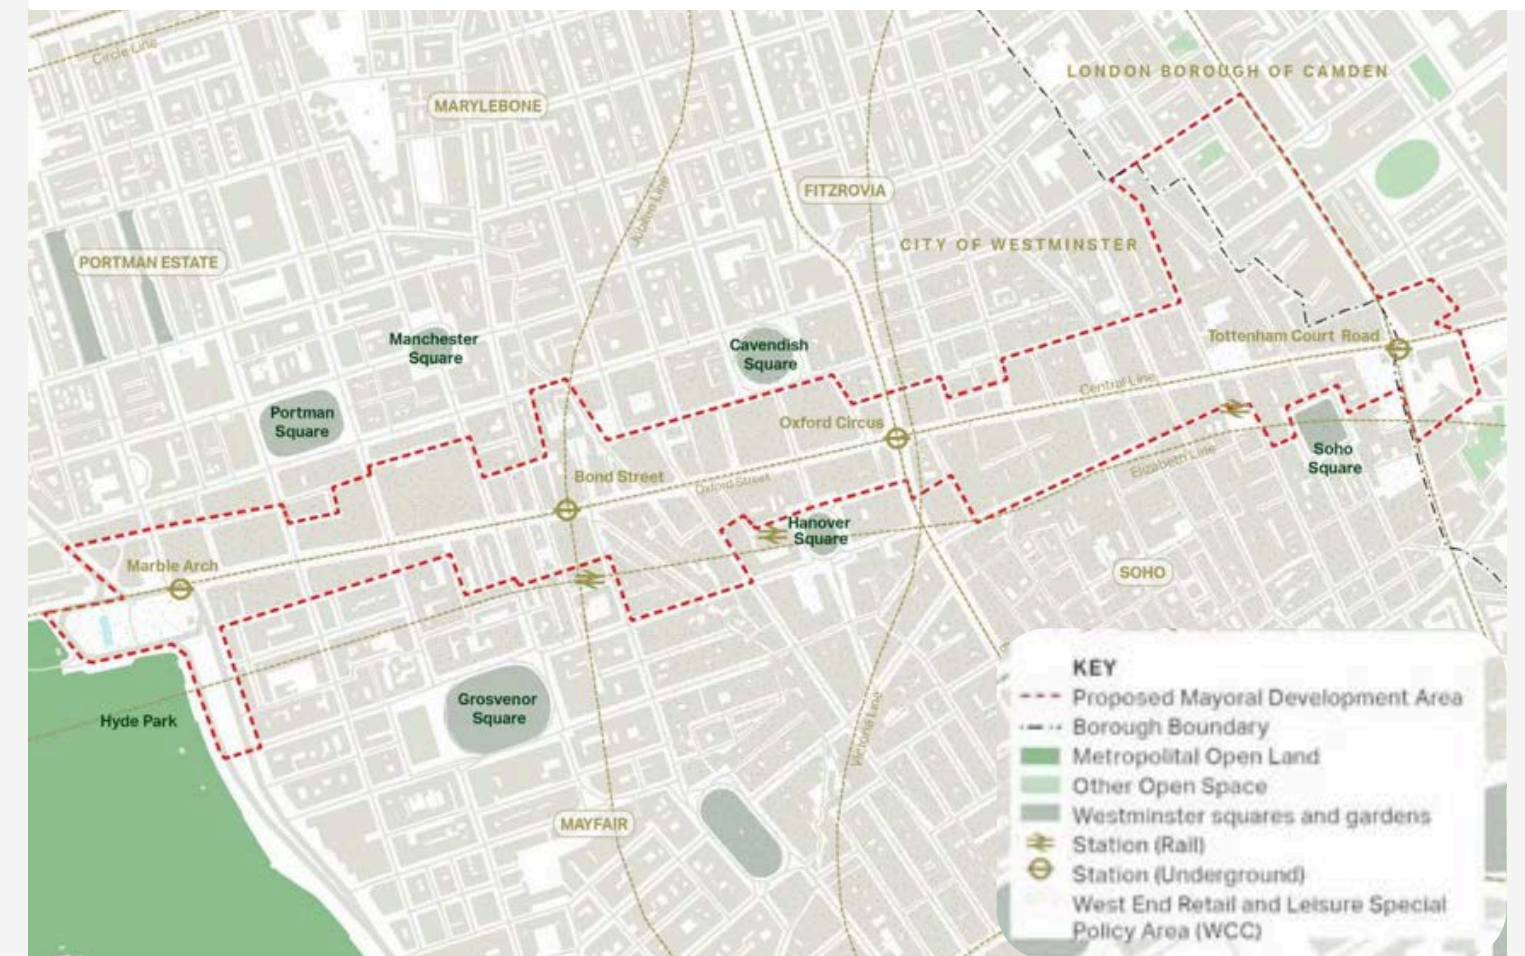 Circle Line
LONDON BOROUGH OF CAMDEN
MARYLEBONE
Jubilee Line
FITZROVIA
CITY OF WESTMINSTER
PORTMAN ESTATE
Manchester
Square
Cavendish
Square
Tottenham Court Road
Central Line
Portman
Square
Oxford Circus
Soho
Square
Elizabeth Line
Bond Street
Oxford Street
Hanover
Square
Marble Arch
SOHO
Grosvenor
Square
Hyde Park
Victoria Line
MAYFAIR
KEY
Proposed Mayoral Development Area
Borough Boundary
Metropolital Open Land
Other Open Space
Westminster squares and gardens
Station (Rail)
Station (Underground)
West End Retail and Leisure Special
Policy Area (WCC)